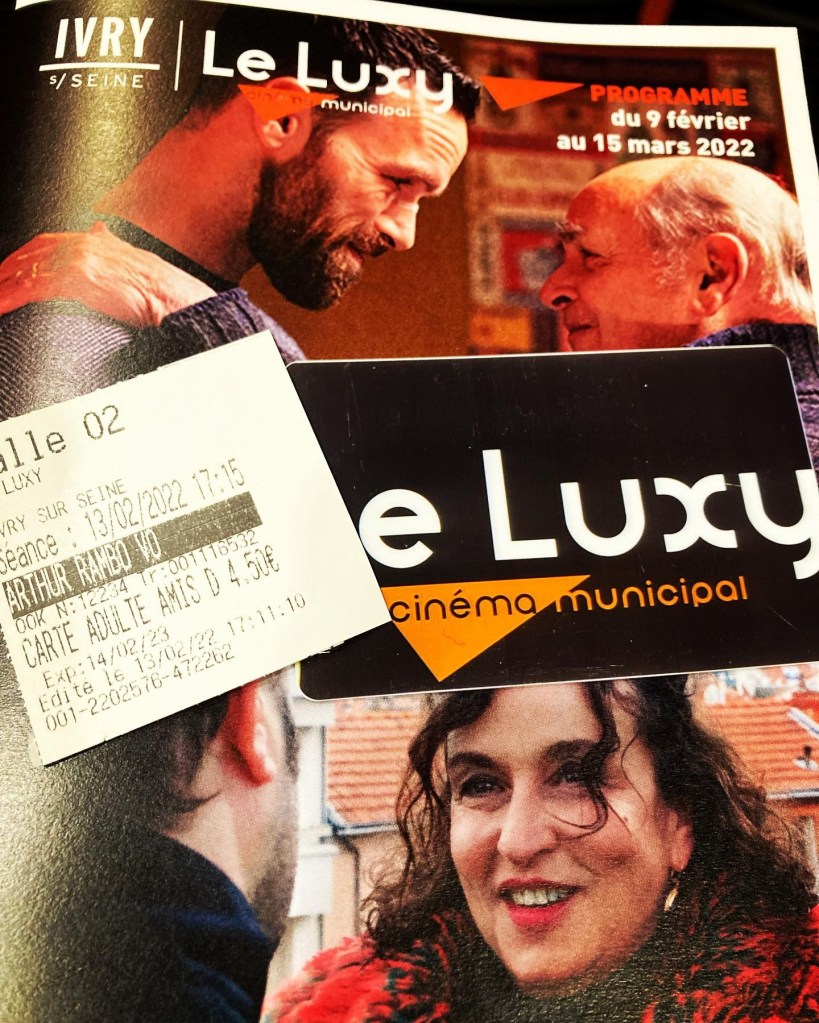 IVRY
s/SEINE
Le Luxy
cinéma municipal
PROGRAMME
du 9 février
au 15 mars 2022
alle 02
LUXY
VRY SUR SEINE
Séance : 13/02/2022 17:15
ARTHUR RAMBO VO
OOK N:12234 TP:001116532
CARTE ADULTE AMIS D 4.50€
Exp:14/02/23
Edité le 13/02/22 17:11:10
001-2202576-472262
e Luxy
cinéma municipal